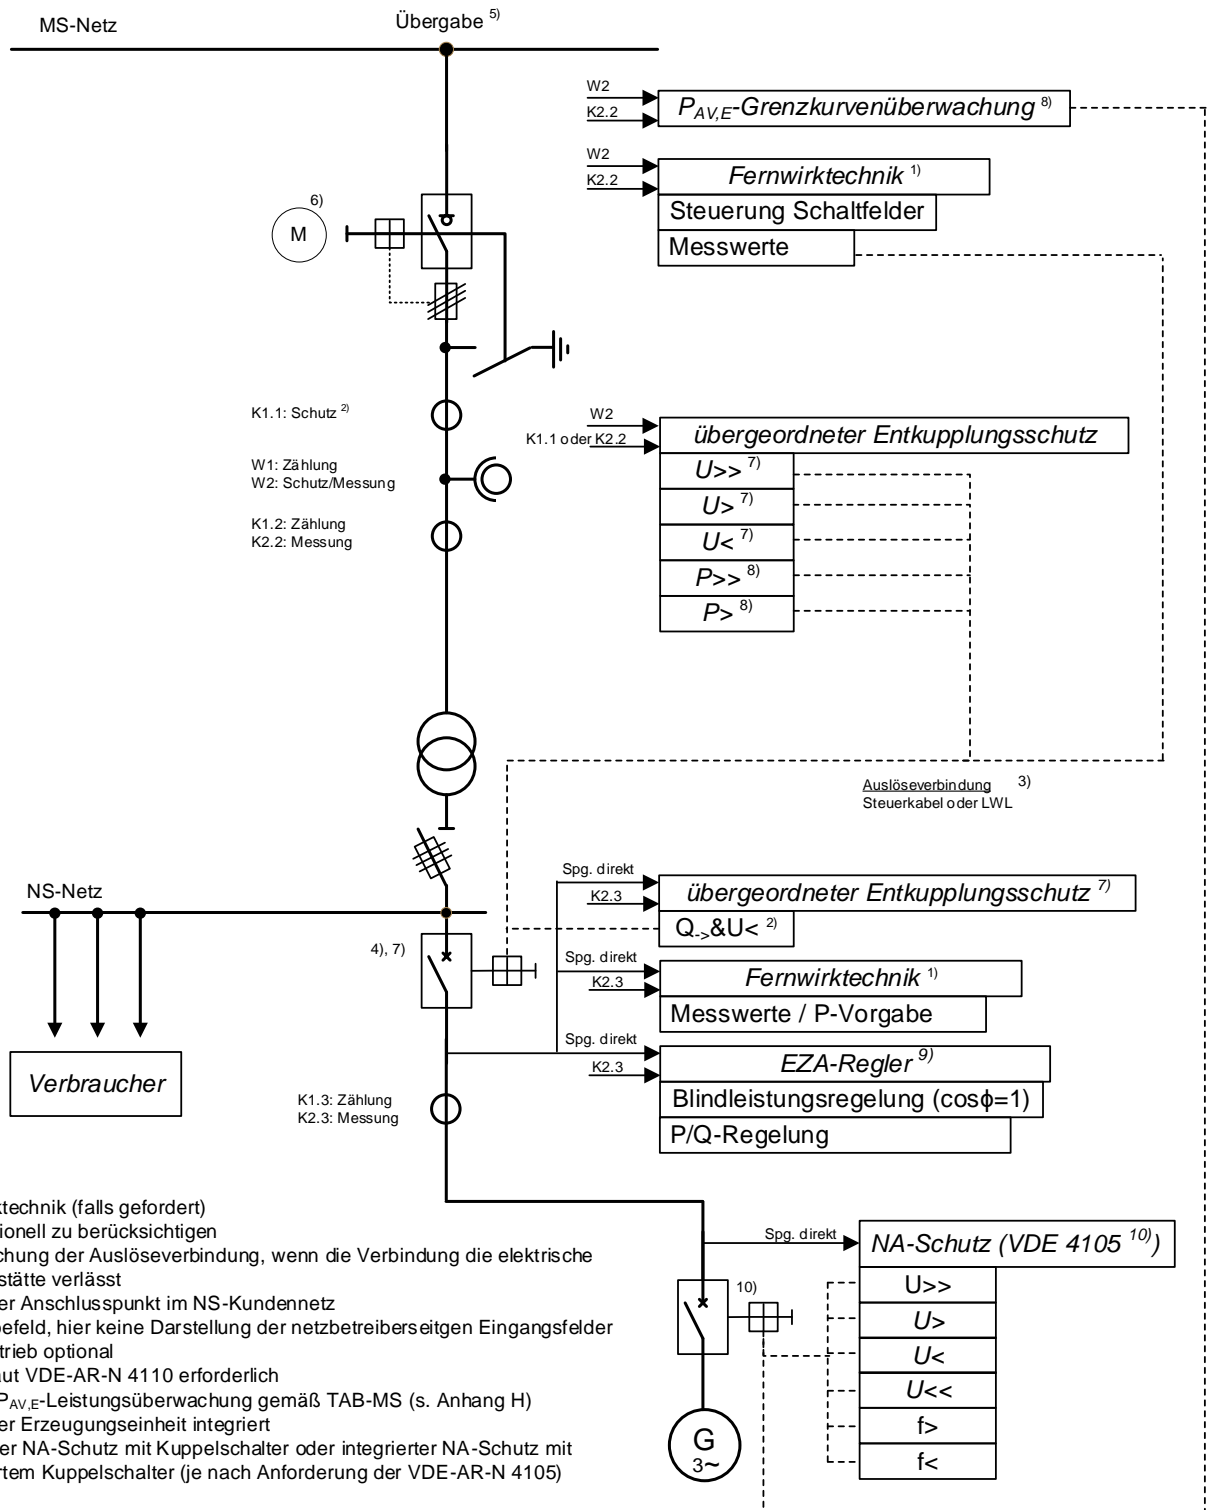 MS-Netz
Übergabe 5)
W2
K2.2
P_AV,E-Grenzkurvenüberwachung 8)
W2
K2.2
Fernwirktechnik 1)
Steuerung Schaltfelder
Messwerte
6)
M
K1.1: Schutz 2)
W1: Zählung
W2: Schutz/Messung
K1.2: Zählung
K2.2: Messung
W2
K1.1 oder K2.2
übergeordneter Entkupplungsschutz
U>> 7)
U> 7)
U< 7)
P>> 8)
P> 8)
Auslöseverbindung 3)
Steuerkabel oder LWL
NS-Netz
Spg. direkt
K2.3
übergeordneter Entkupplungsschutz 7)
Q->&U< 2)
4), 7)
Spg. direkt
K2.3
Fernwirktechnik 1)
Messwerte / P-Vorgabe
Spg. direkt
K2.3
EZA-Regler 9)
Blindleistungsregelung (cosϕ=1)
P/Q-Regelung
Verbraucher
K1.3: Zählung
K2.3: Messung
ktechnik (falls gefordert)
ionell zu berücksichtigen
chung der Auslöseverbindung, wenn die Verbindung die elektrische
stätte verlässt
er Anschlusspunkt im NS-Kundennetz
befeld, hier keine Darstellung der netzbetreiberseitgen Eingangsfelder
trieb optional
aut VDE-AR-N 4110 erforderlich
P_AV,E-Leistungsüberwachung gemäß TAB-MS (s. Anhang H)
er Erzeugungseinheit integriert
er NA-Schutz mit Kuppelschalter oder integrierter NA-Schutz mit
rtem Kuppelschalter (je nach Anforderung der VDE-AR-N 4105)
Spg. direkt
NA-Schutz (VDE 4105 10))
10)
U>>
U>
U<
U<<
f>
f<
G
3~